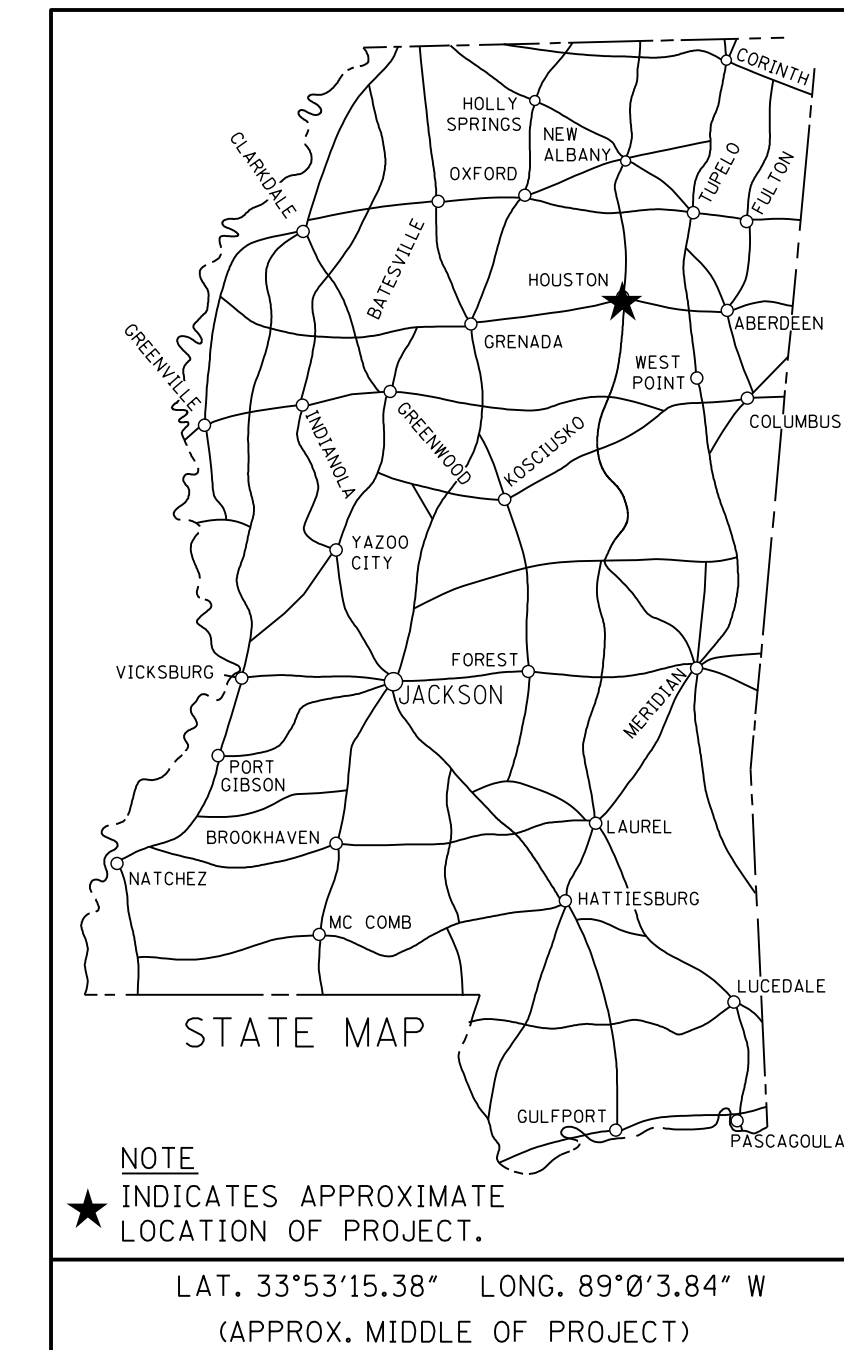 CORINTH
HOLLY
SPRINGS
NEW
ALBANY
CLARKDALE
OXFORD
TUPELO
FULTON
BATESVILLE
HOUSTON
ABERDEEN
GRENADA
GREENVILLE
WEST
POINT
COLUMBUS
INDIANOLA
GREENWOOD
KOSCIUSKO
YAZOO
CITY
VICKSBURG
FOREST
JACKSON
MERIDIAN
PORT
GIBSON
BROOKHAVEN
LAUREL
NATCHEZ
HATTIESBURG
MC COMB
LUCEDALE
STATE MAP
GULFPORT
PASCAGOULA
NOTE
INDICATES APPROXIMATE
LOCATION OF PROJECT.
LAT. 33°53'15.38" LONG. 89°0'3.84" W
(APPROX. MIDDLE OF PROJECT)